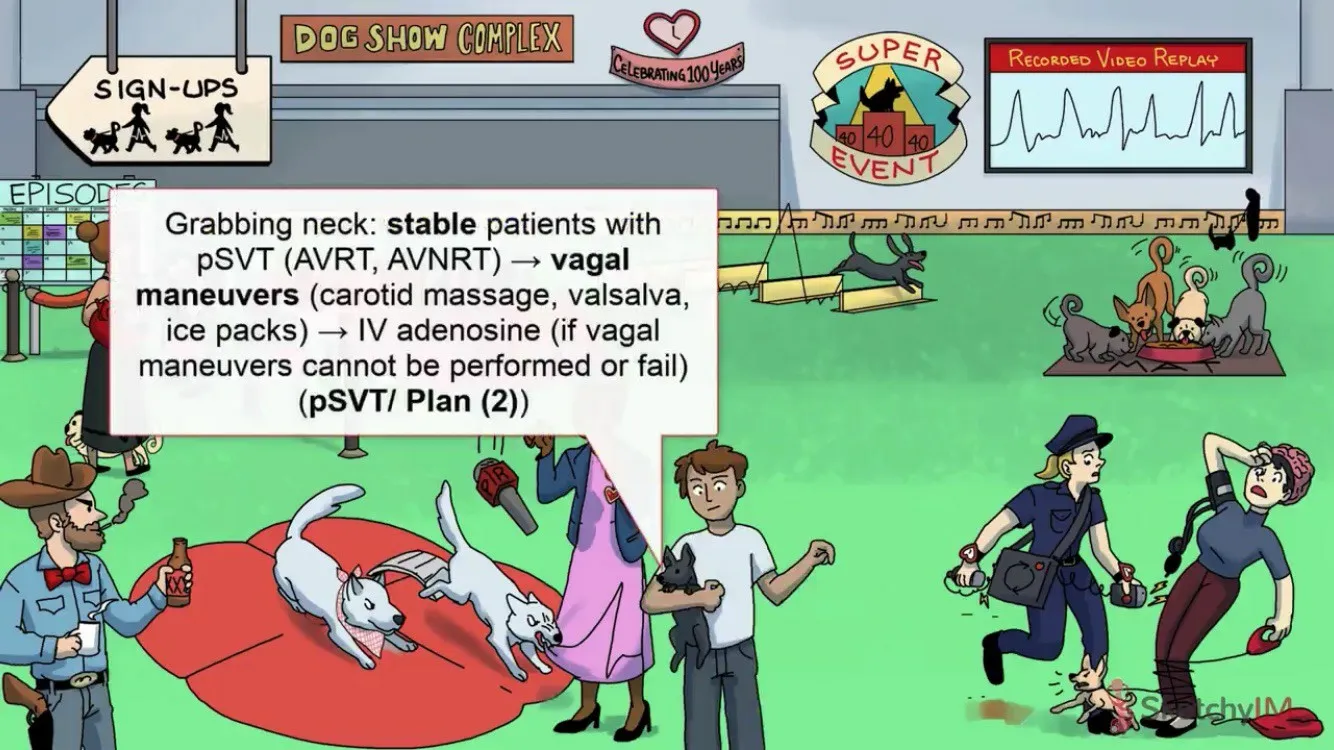 DOG SHOW COMPLEX
L
CELEBRATING 100 YEARS
SIGN-UPS
SUPER
40 40 40
EVENT
RECORDED VIDEO REPLAY
EPISODES
Grabbing neck: stable patients with
pSVT (AVRT, AVNRT) → vagal
maneuvers (carotid massage, valsalva,
ice packs) → IV adenosine (if vagal
maneuvers cannot be performed or fail)
(pSVT/ Plan (2))
XXX
SketchyIM